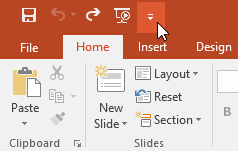 File Home Insert Design
Paste
New
Slide
Layout
Reset
Section
B
Clipboard Slides